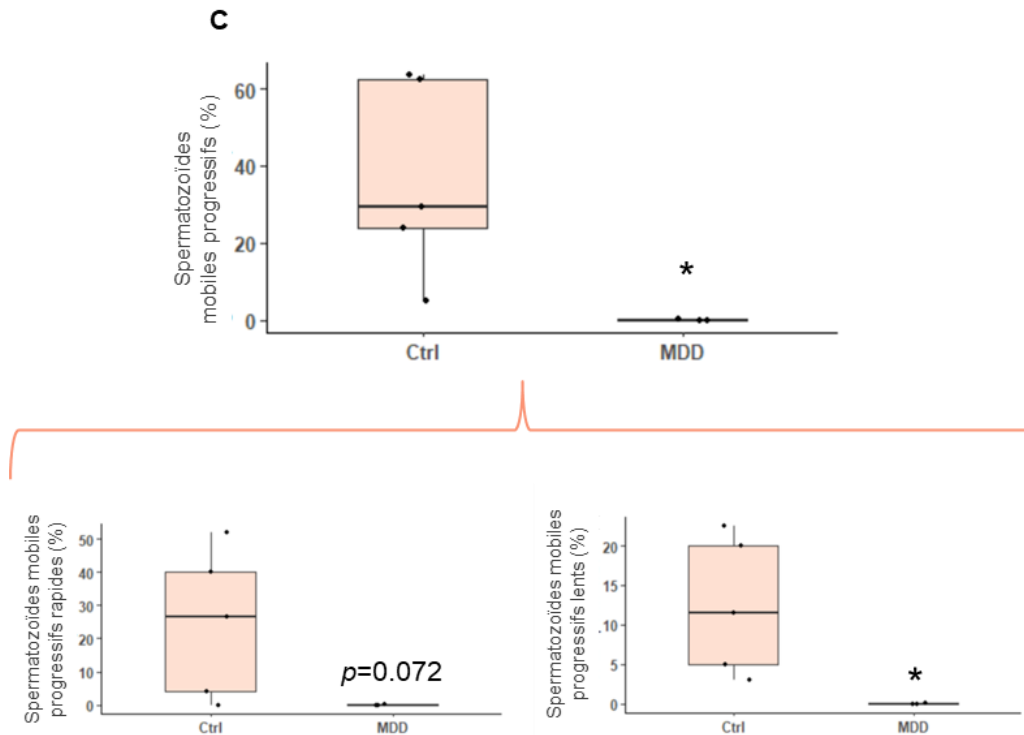 C
Spermatozoïdes
mobiles progressifs (%)
60
40
20
0
Ctrl
MDD
*
Spermatozoïdes mobiles
progressifs rapides (%)
50
40
30
20
10
0
Ctrl
MDD
p=0.072
Spermatozoïdes mobiles
progressifs lents (%)
20
15
10
5
0
Ctrl
MDD
*